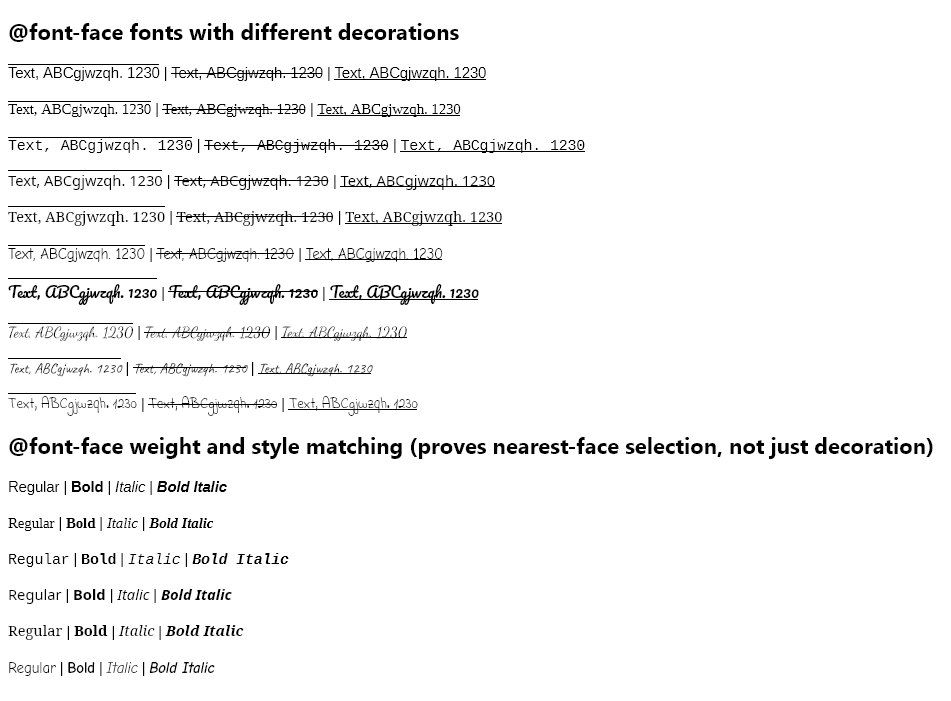 @font-face fonts with different decorations
Text, ABCgjwzqh. 1230 | Text, ABCgjwzqh. 1230 | Text, ABCgjwzqh. 1230
Text, ABCgjwzqh. 1230 | Text, ABCgjwzqh. 1230 | Text, ABCgjwzqh. 1230
Text, ABCgjwzqh. 1230 | Text, ABCgjwzqh. 1230 | Text, ABCgjwzqh. 1230
Text, ABCgjwzqh. 1230 | Text, ABCgjwzqh. 1230 | Text, ABCgjwzqh. 1230
Text, ABCgjwzqh. 1230 | Text, ABCgjwzqh. 1230 | Text, ABCgjwzqh. 1230
Text, ABCgjwzqh. 1230 | Text, ABCgjwzqh. 1230 | Text, ABCgjwzqh. 1230
Text, ABCgjwzqh. 1230 | Text, ABCgjwzqh. 1230 | Text, ABCgjwzqh. 1230
Text, ABCgjwzqh. 1230 | Text, ABCgjwzqh. 1230 | Text, ABCgjwzqh. 1230
Text, ABCgjwzqh. 1230 | Text, ABCgjwzqh. 1230 | Text, ABCgjwzqh. 1230
Text, ABCgjwzqh. 1230 | Text, ABCgjwzqh. 1230 | Text, ABCgjwzqh. 1230
@font-face weight and style matching (proves nearest-face selection, not just decoration)
Regular | Bold | Italic | Bold Italic
Regular | Bold | Italic | Bold Italic
Regular | Bold | Italic | Bold Italic
Regular | Bold | Italic | Bold Italic
Regular | Bold | Italic | Bold Italic
Regular | Bold | Italic | Bold Italic